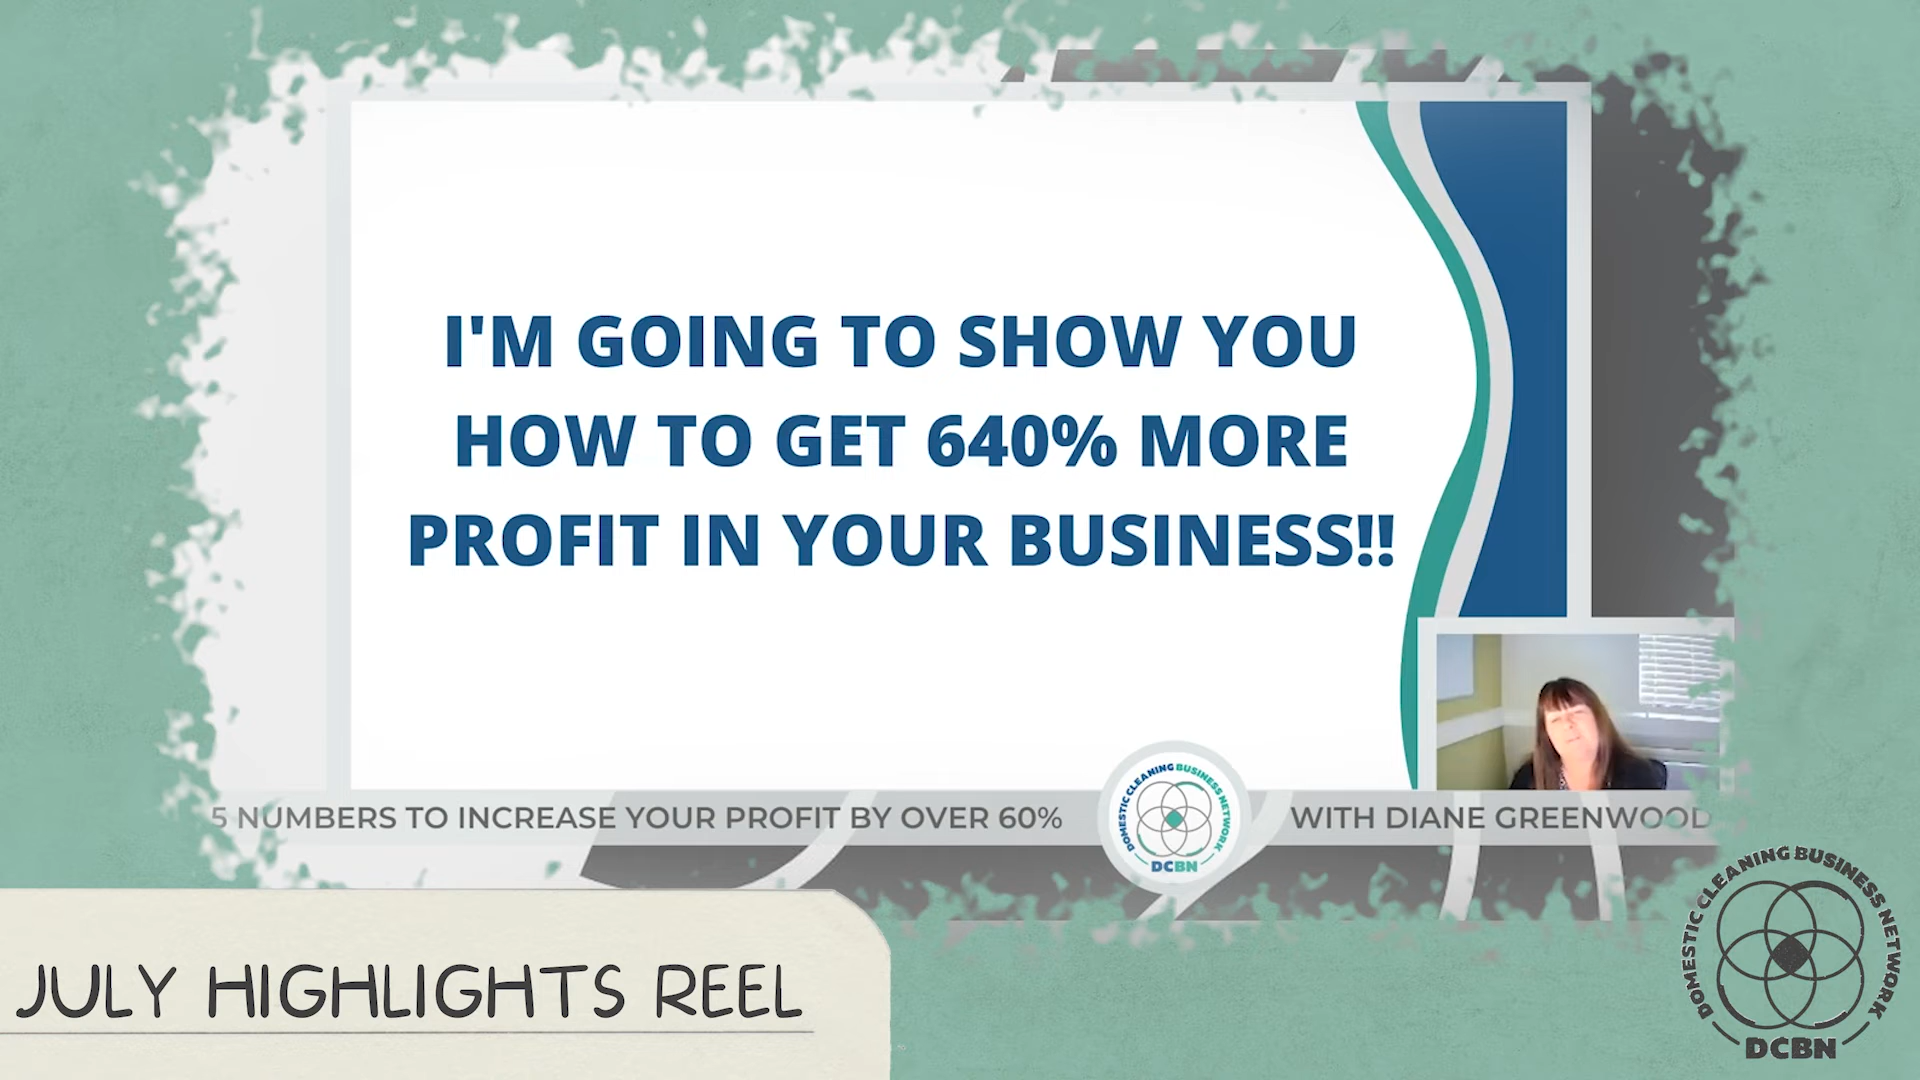 I'M GOING TO SHOW YOU
HOW TO GET 640% MORE
PROFIT IN YOUR BUSINESS!!
5 NUMBERS TO INCREASE YOUR PROFIT BY OVER 60%
DOMESTIC CLEANING BUSINESS NETWORK
DCBN
WITH DIANE GREENWOOD
JULY HIGHLIGHTS REEL
DOMESTIC CLEANING BUSINESS NETWORK
DCBN